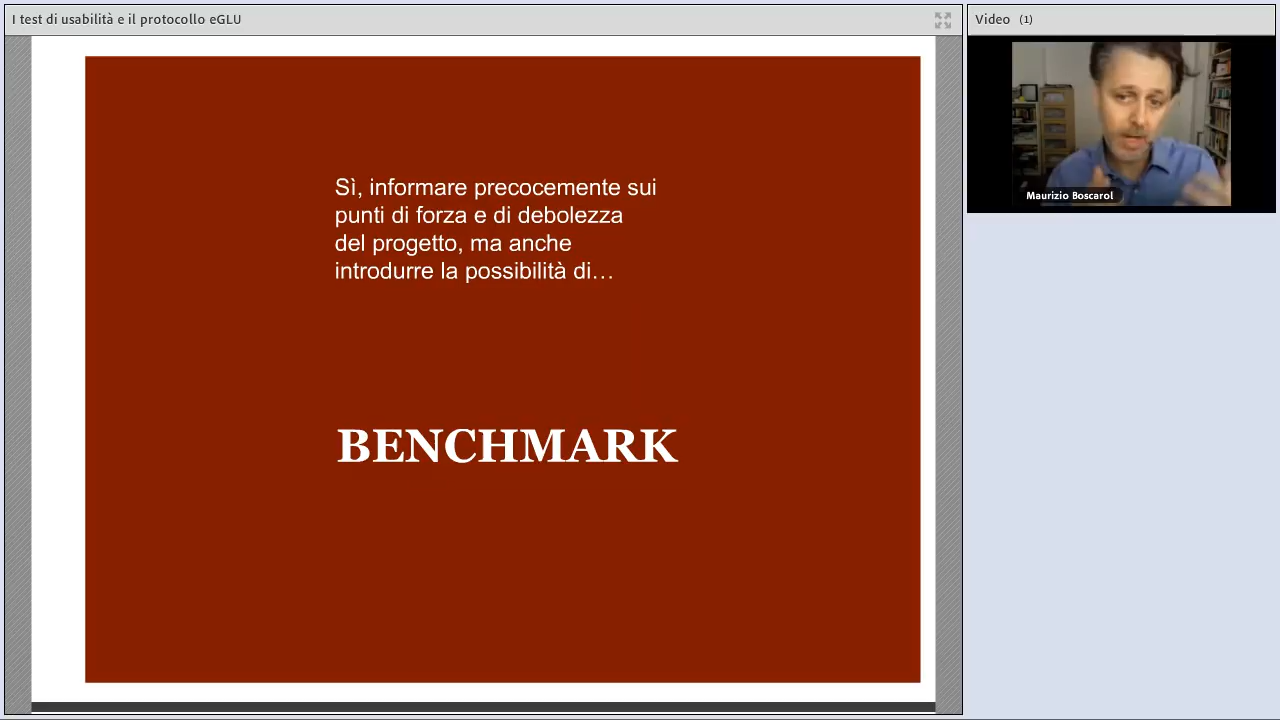 I test di usabilità e il protocollo eGLU
Video (1)
Maurizio Boscarol
Sì, informare precocemente sui
punti di forza e di debolezza
del progetto, ma anche
introdurre la possibilità di…
BENCHMARK